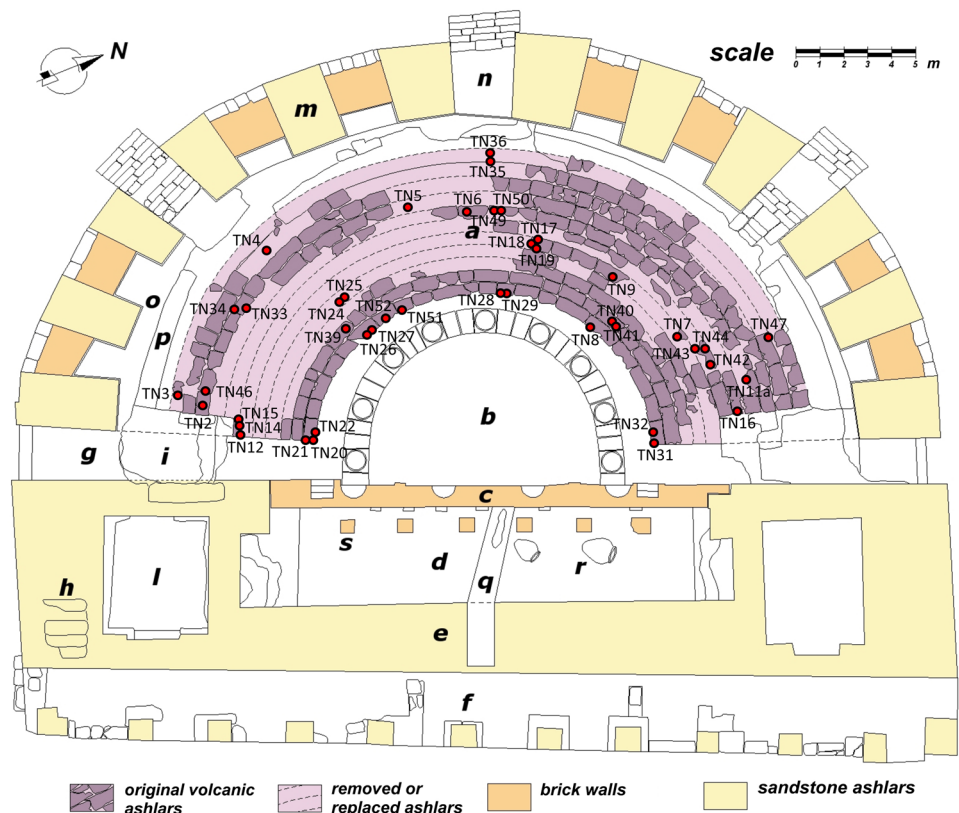 N
scale
0 1 2 3 4 5 m
n
m
TN36
TN35
TN5
TN6
TN50
TN49
a
TN17
TN18
TN19
TN4
TN9
TN25
TN24
TN52
TN51
TN28
TN29
TN34
TN33
TN39
TN27
TN26
TN40
TN41
TN8
TN7
TN44
TN43
TN42
TN47
o
p
TN3
TN46
TN2
TN11a
TN16
TN15
TN14
TN12
TN22
TN21
TN20
TN32
TN31
b
g
i
c
s
d
q
r
h
l
e
f
original volcanic
ashlars
removed or
replaced ashlars
brick walls
sandstone ashlars